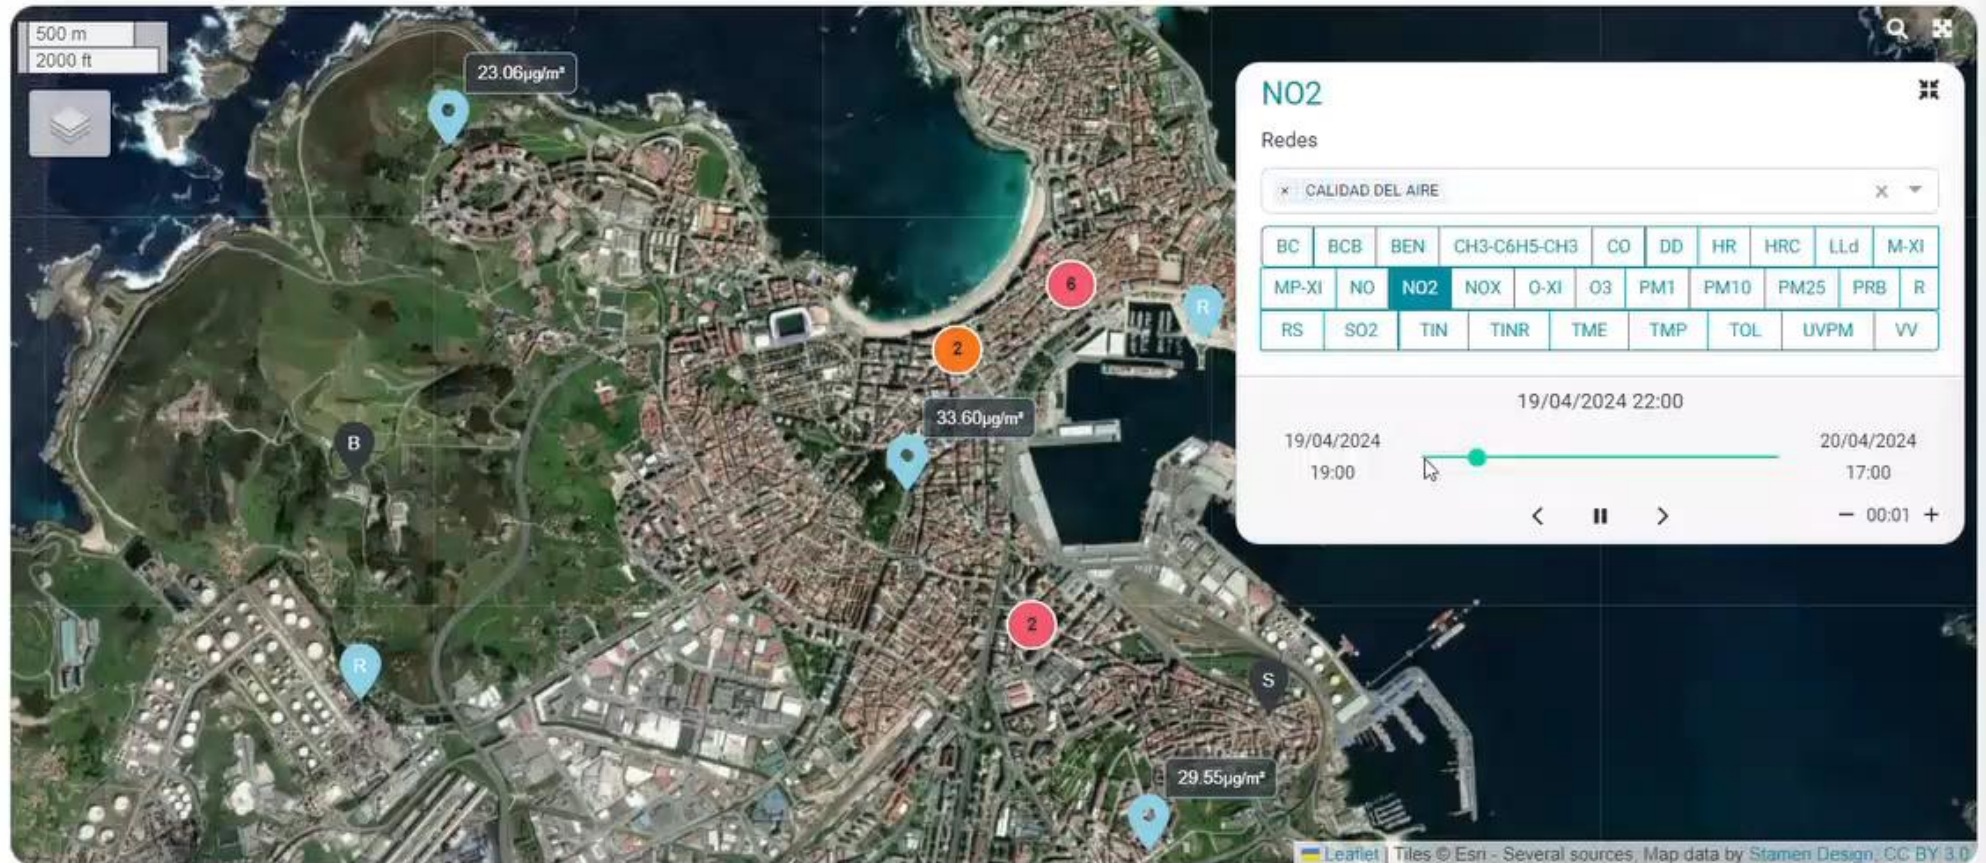 500 m
2000 ft
23.06µg/m³
6
R
2
33.60µg/m³
B
2
R
S
29.55µg/m³
NO2
Redes
× CALIDAD DEL AIRE
BC BCB BEN CH3-C6H5-CH3 CO DD HR HRC LLd M-XI
MP-XI NO NO2 NOX O-XI O3 PM1 PM10 PM25 PRB R
RS SO2 TIN TINR TME TMP TOL UVPM VV
19/04/2024 22:00
19/04/2024
19:00
20/04/2024
17:00
− 00:01 +
Leaflet | Tiles © Esri - Several sources, Map data by Stamen Design, CC BY 3.0